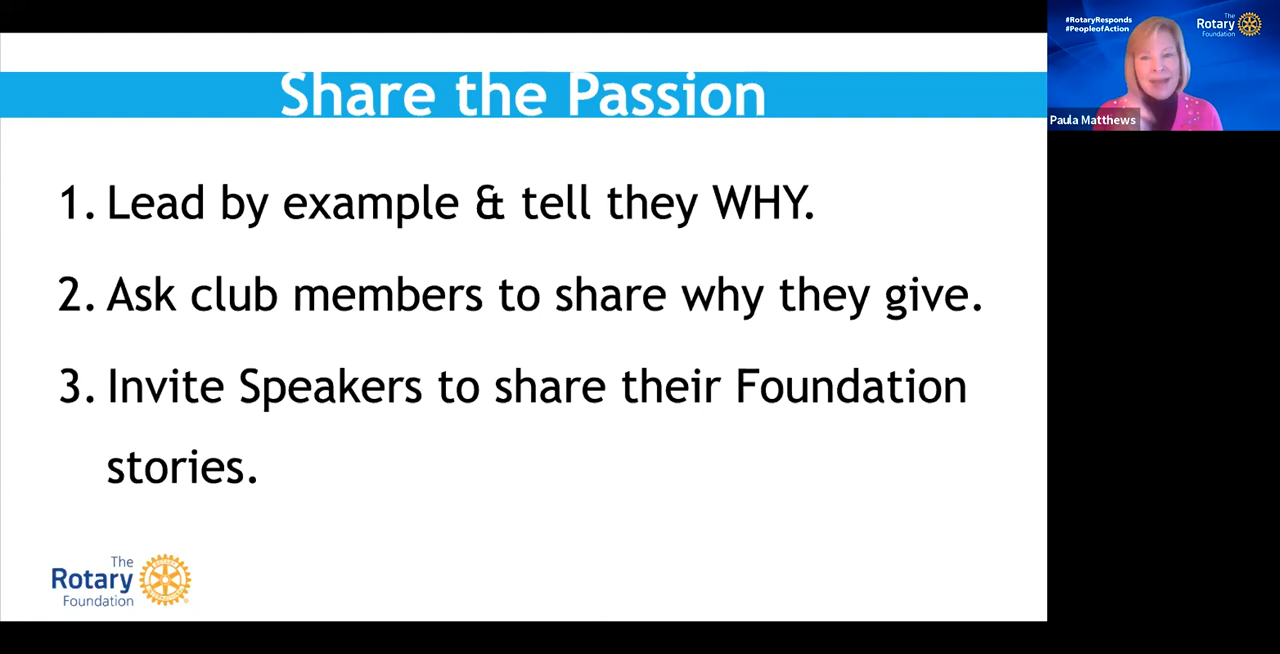 Share the Passion
1. Lead by example & tell they WHY.
2. Ask club members to share why they give.
3. Invite Speakers to share their Foundation
stories.
The
Rotary
Foundation
#RotaryResponds
#PeopleofAction
The
Rotary
Foundation
Paula Matthews